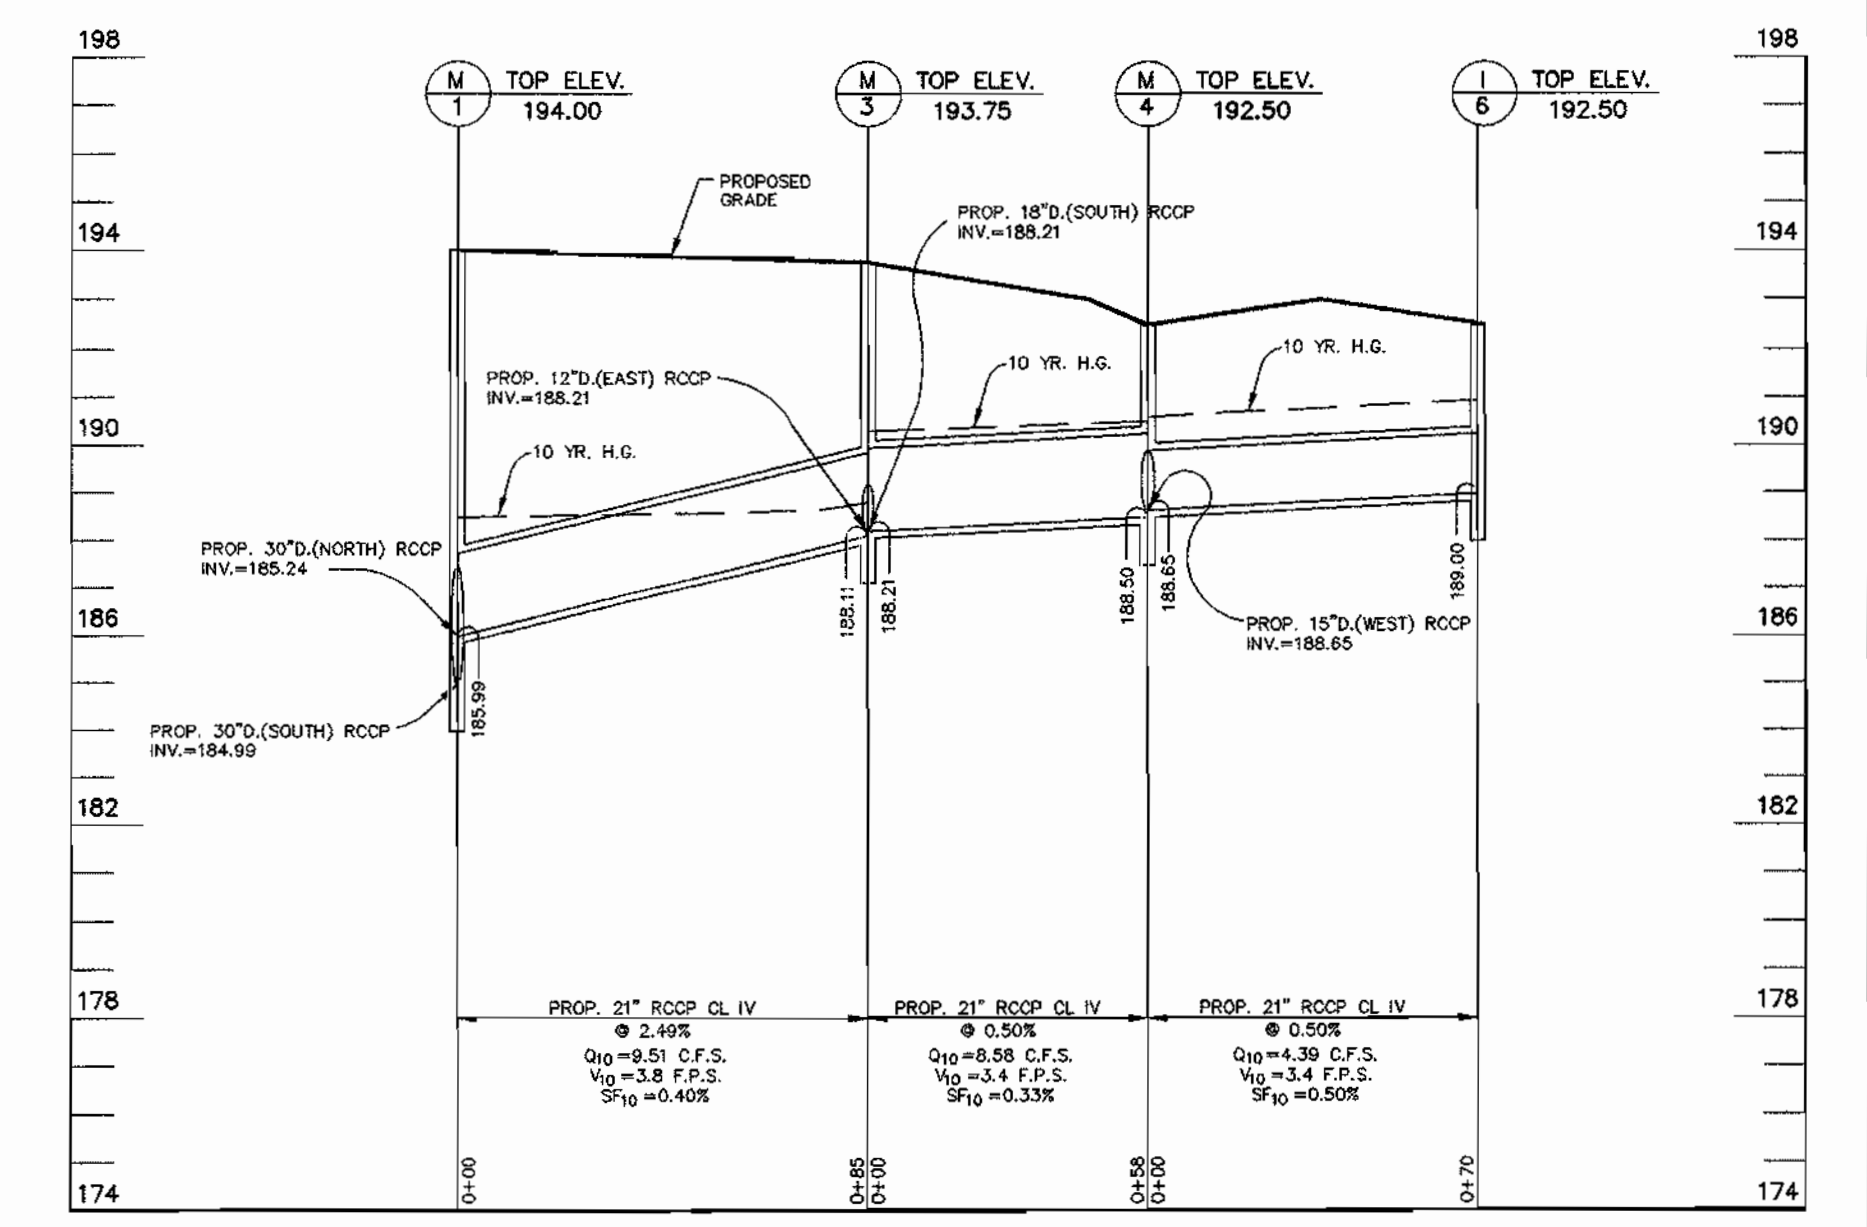 198
198
M
1
TOP ELEV.
194.00
M
3
TOP ELEV.
193.75
M
4
TOP ELEV.
192.50
I
6
TOP ELEV.
192.50
PROPOSED
GRADE
PROP. 18"D.(SOUTH) RCCP
INV.=188.21
194
194
10 YR. H.G.
10 YR. H.G.
PROP. 12"D.(EAST) RCCP
INV.=188.21
190
190
10 YR. H.G.
PROP. 30"D.(NORTH) RCCP
INV.=185.24
188.11
188.21
188.50
188.65
189.00
186
186
PROP. 15"D.(WEST) RCCP
INV.=188.65
185.99
PROP. 30"D.(SOUTH) RCCP
INV.=184.99
182
182
178
178
PROP. 21" RCCP CL IV
@ 2.49%
Q10=9.51 C.F.S.
V10=3.8 F.P.S.
SF10=0.40%
PROP. 21" RCCP CL IV
@ 0.50%
Q10=8.58 C.F.S.
V10=3.4 F.P.S.
SF10=0.33%
PROP. 21" RCCP CL IV
@ 0.50%
Q10=4.39 C.F.S.
V10=3.4 F.P.S.
SF10=0.50%
0+00
0+85
0+00
0+58
0+00
0+70
174
174